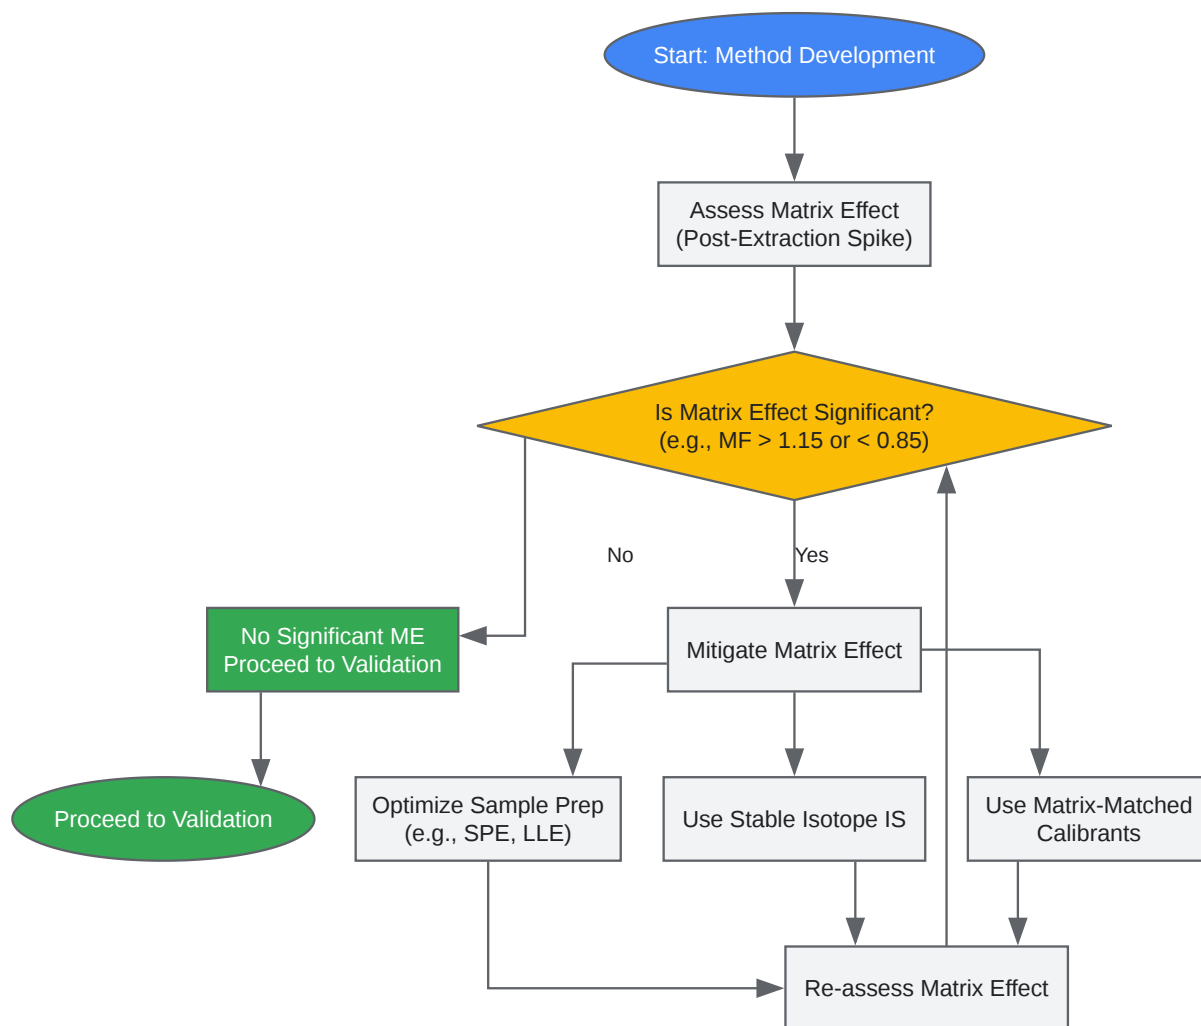 Start: Method Development
Assess Matrix Effect
(Post-Extraction Spike)
Is Matrix Effect Significant?
(e.g., MF > 1.15 or < 0.85)
No
Yes
No Significant ME
Proceed to Validation
Mitigate Matrix Effect
Proceed to Validation
Optimize Sample Prep
(e.g., SPE, LLE)
Use Stable Isotope IS
Use Matrix-Matched
Calibrants
Re-assess Matrix Effect